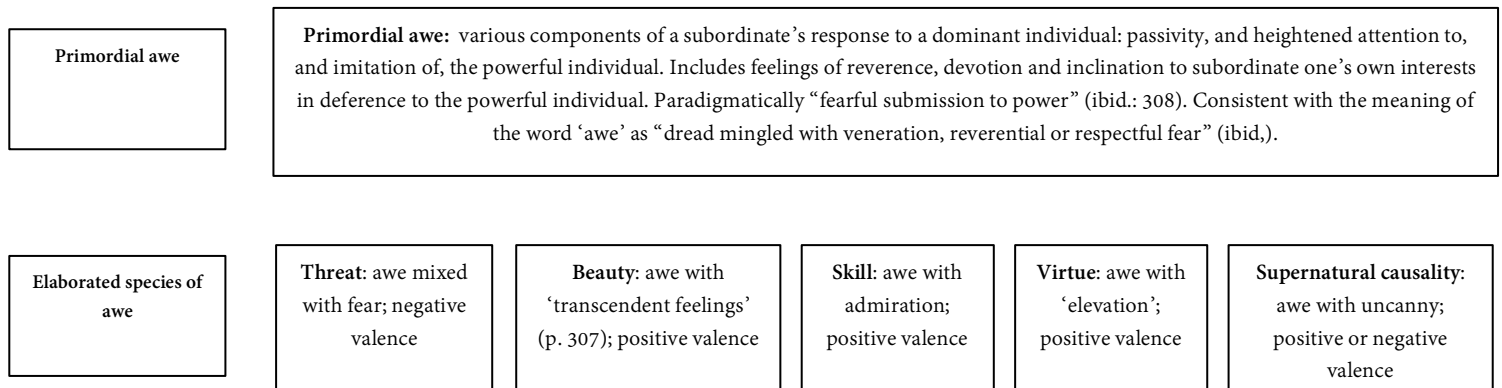 Primordial awe
Primordial awe: various components of a subordinate’s response to a dominant individual: passivity, and heightened attention to,
and imitation of, the powerful individual. Includes feelings of reverence, devotion and inclination to subordinate one’s own interests
in deference to the powerful individual. Paradigmatically “fearful submission to power” (ibid.: 308). Consistent with the meaning of
the word ‘awe’ as “dread mingled with veneration, reverential or respectful fear” (ibid,).
Elaborated species of
awe
Threat: awe mixed
with fear; negative
valence
Beauty: awe with
‘transcendent feelings’
(p. 307); positive valence
Skill: awe with
admiration;
positive valence
Virtue: awe with
‘elevation’;
positive valence
Supernatural causality:
awe with uncanny;
positive or negative
valence